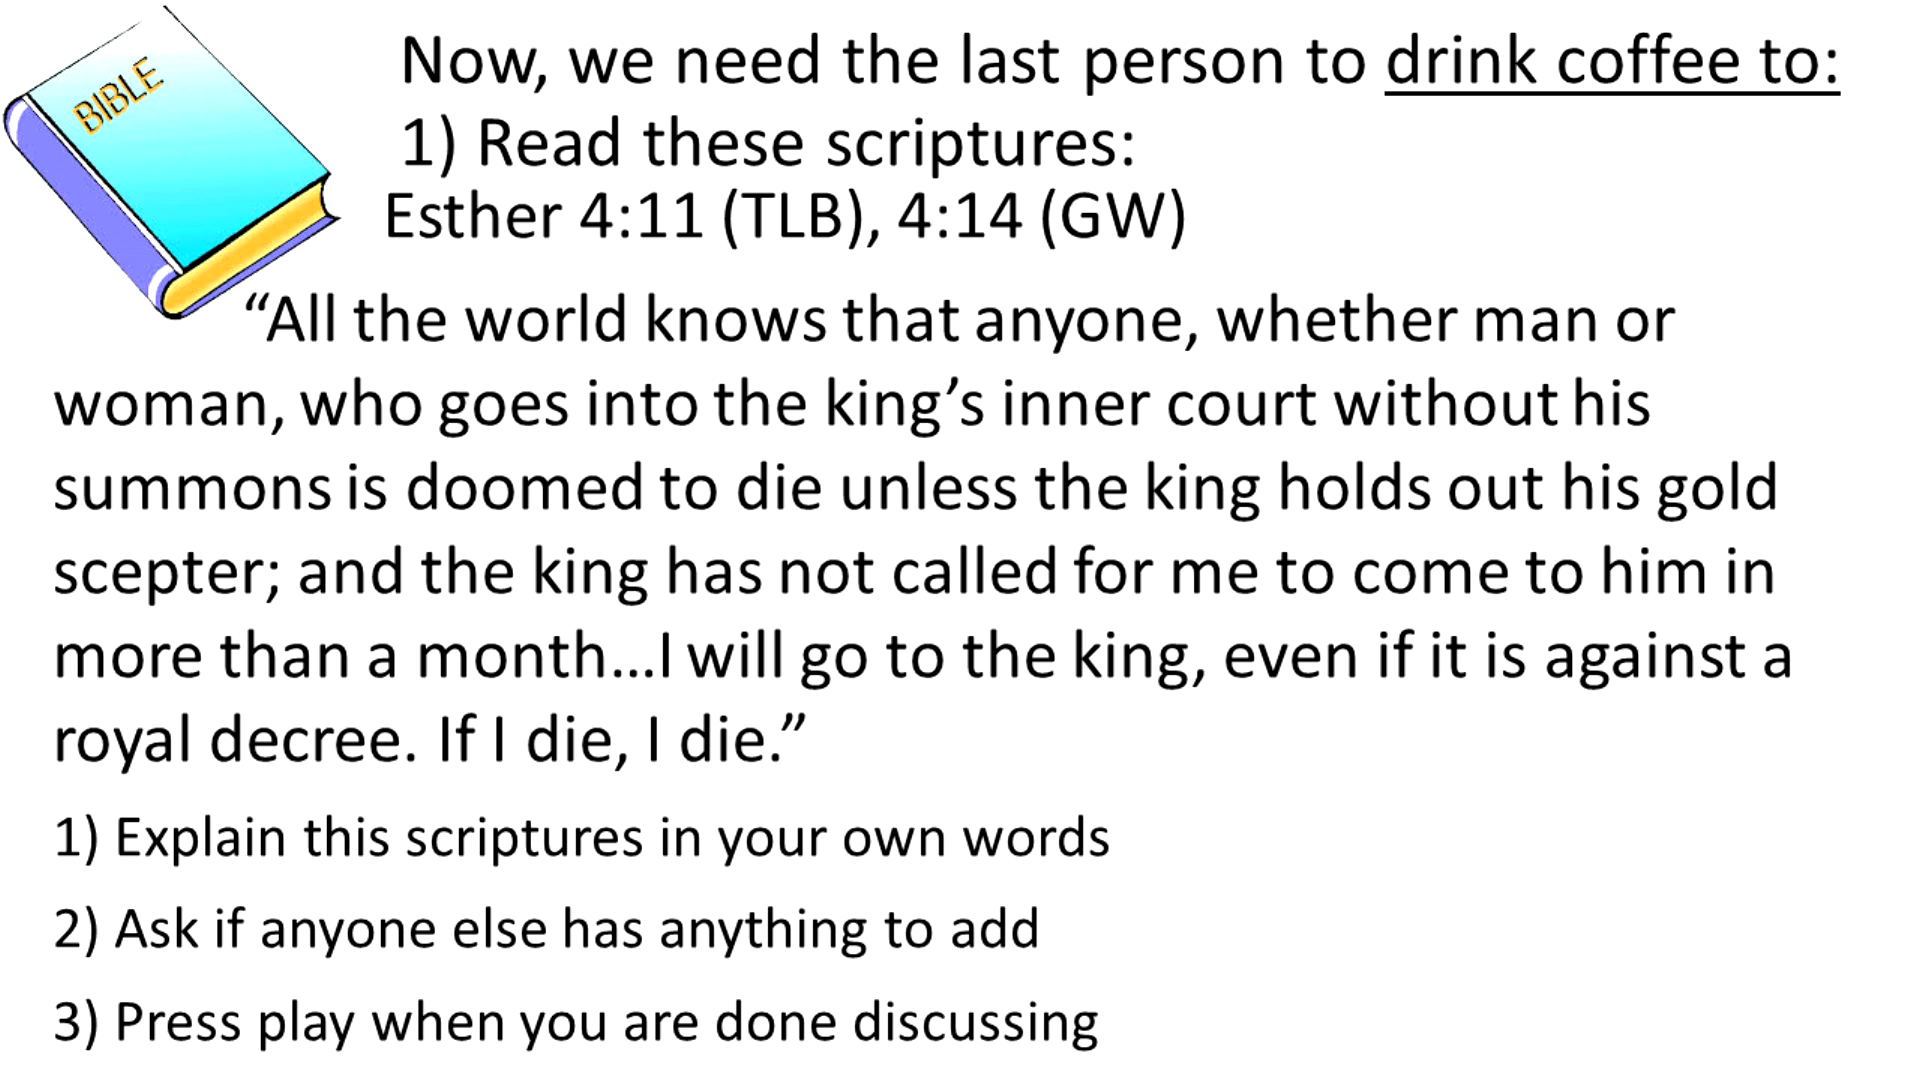 BIBLE
Now, we need the last person to drink coffee to:
1) Read these scriptures:
Esther 4:11 (TLB), 4:14 (GW)
“All the world knows that anyone, whether man or
woman, who goes into the king’s inner court without his
summons is doomed to die unless the king holds out his gold
scepter; and the king has not called for me to come to him in
more than a month…I will go to the king, even if it is against a
royal decree. If I die, I die.”
1) Explain this scriptures in your own words
2) Ask if anyone else has anything to add
3) Press play when you are done discussing